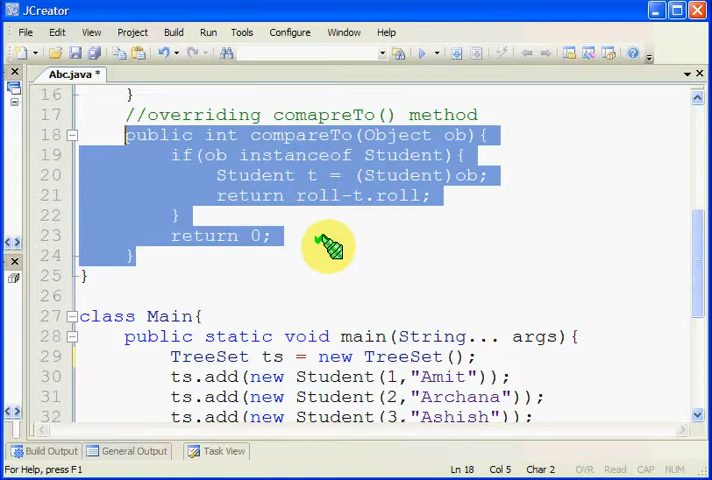 JCreator
File Edit View Project Build Run Tools Configure Window Help
Abc.java *
16 }
17 //overriding comapreTo() method
18 public int compareTo(Object ob){
19 if(ob instanceof Student){
20 Student t = (Student)ob;
21 return roll-t.roll;
22 }
23 return 0;
24 }
25 }
26
27 class Main{
28 public static void main(String... args){
29 TreeSet ts = new TreeSet();
30 ts.add(new Student(1,"Amit"));
31 ts.add(new Student(2,"Archana"));
32 ts.add(new Student(3,"Ashish"));
Build Output General Output Task View
For Help, press F1 Ln 18 Col 5 Char 2 OVR Read CAP NUM